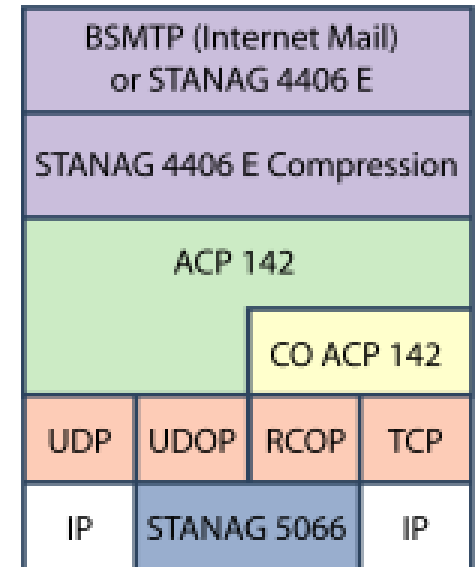 BSMTP (Internet Mail)
or STANAG 4406 E
STANAG 4406 E Compression
ACP 142
CO ACP 142
UDP UDOP RCOP TCP
IP STANAG 5066 IP